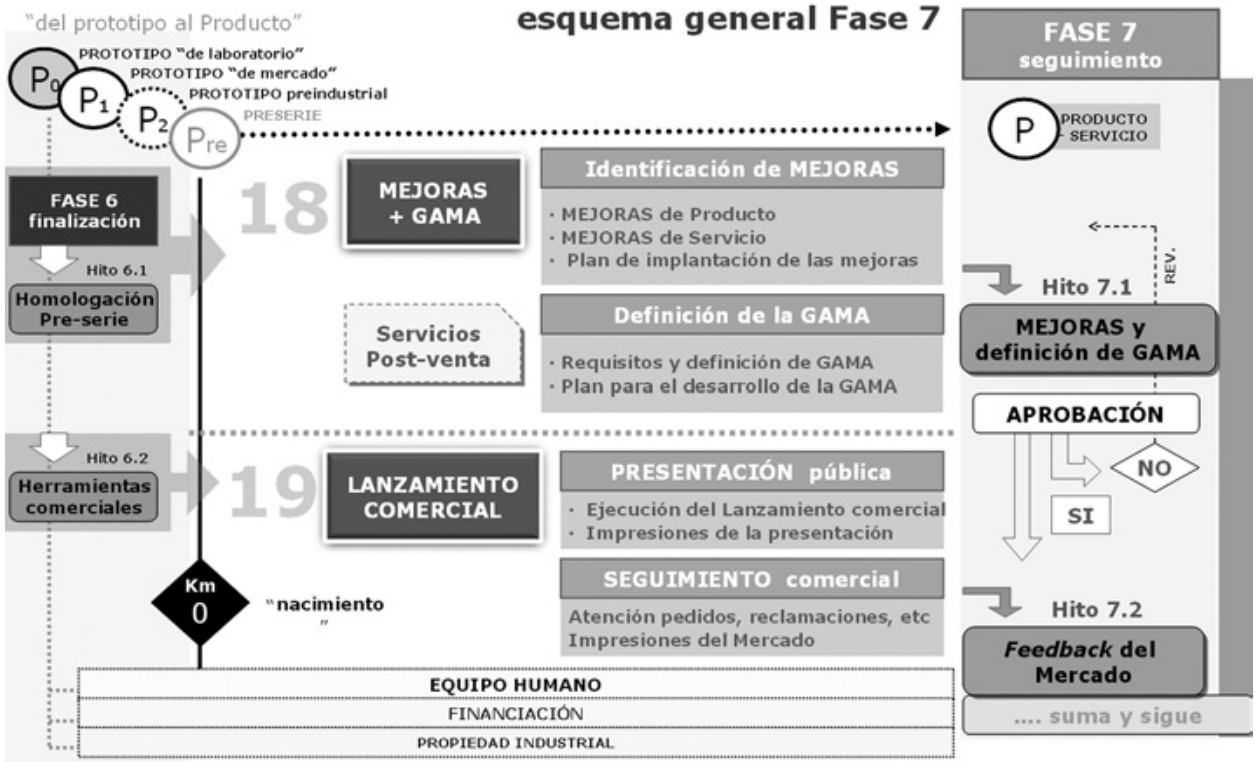 "del prototipo al Producto"
esquema general Fase 7
P0
PROTOTIPO "de laboratorio"
P1
PROTOTIPO "de mercado"
P2
PROTOTIPO preindustrial
Pre
PRESERIE
FASE 6
finalización
Hito 6.1
Homologación
Pre-serie
Hito 6.2
Herramientas
comerciales
18
MEJORAS
+ GAMA
Identificación de MEJORAS
· MEJORAS de Producto
· MEJORAS de Servicio
· Plan de implantación de las mejoras
Servicios
Post-venta
Definición de la GAMA
· Requisitos y definición de GAMA
· Plan para el desarrollo de la GAMA
19
LANZAMIENTO
COMERCIAL
PRESENTACIÓN pública
· Ejecución del Lanzamiento comercial
· Impresiones de la presentación
SEGUIMIENTO comercial
Atención pedidos, reclamaciones, etc
Impresiones del Mercado
Km
0
"nacimiento
"
EQUIPO HUMANO
FINANCIACIÓN
PROPIEDAD INDUSTRIAL
FASE 7
seguimiento
P
PRODUCTO
- SERVICIO
REV.
Hito 7.1
MEJORAS y
definición de GAMA
APROBACIÓN
NO
SI
Hito 7.2
Feedback del
Mercado
.... suma y sigue